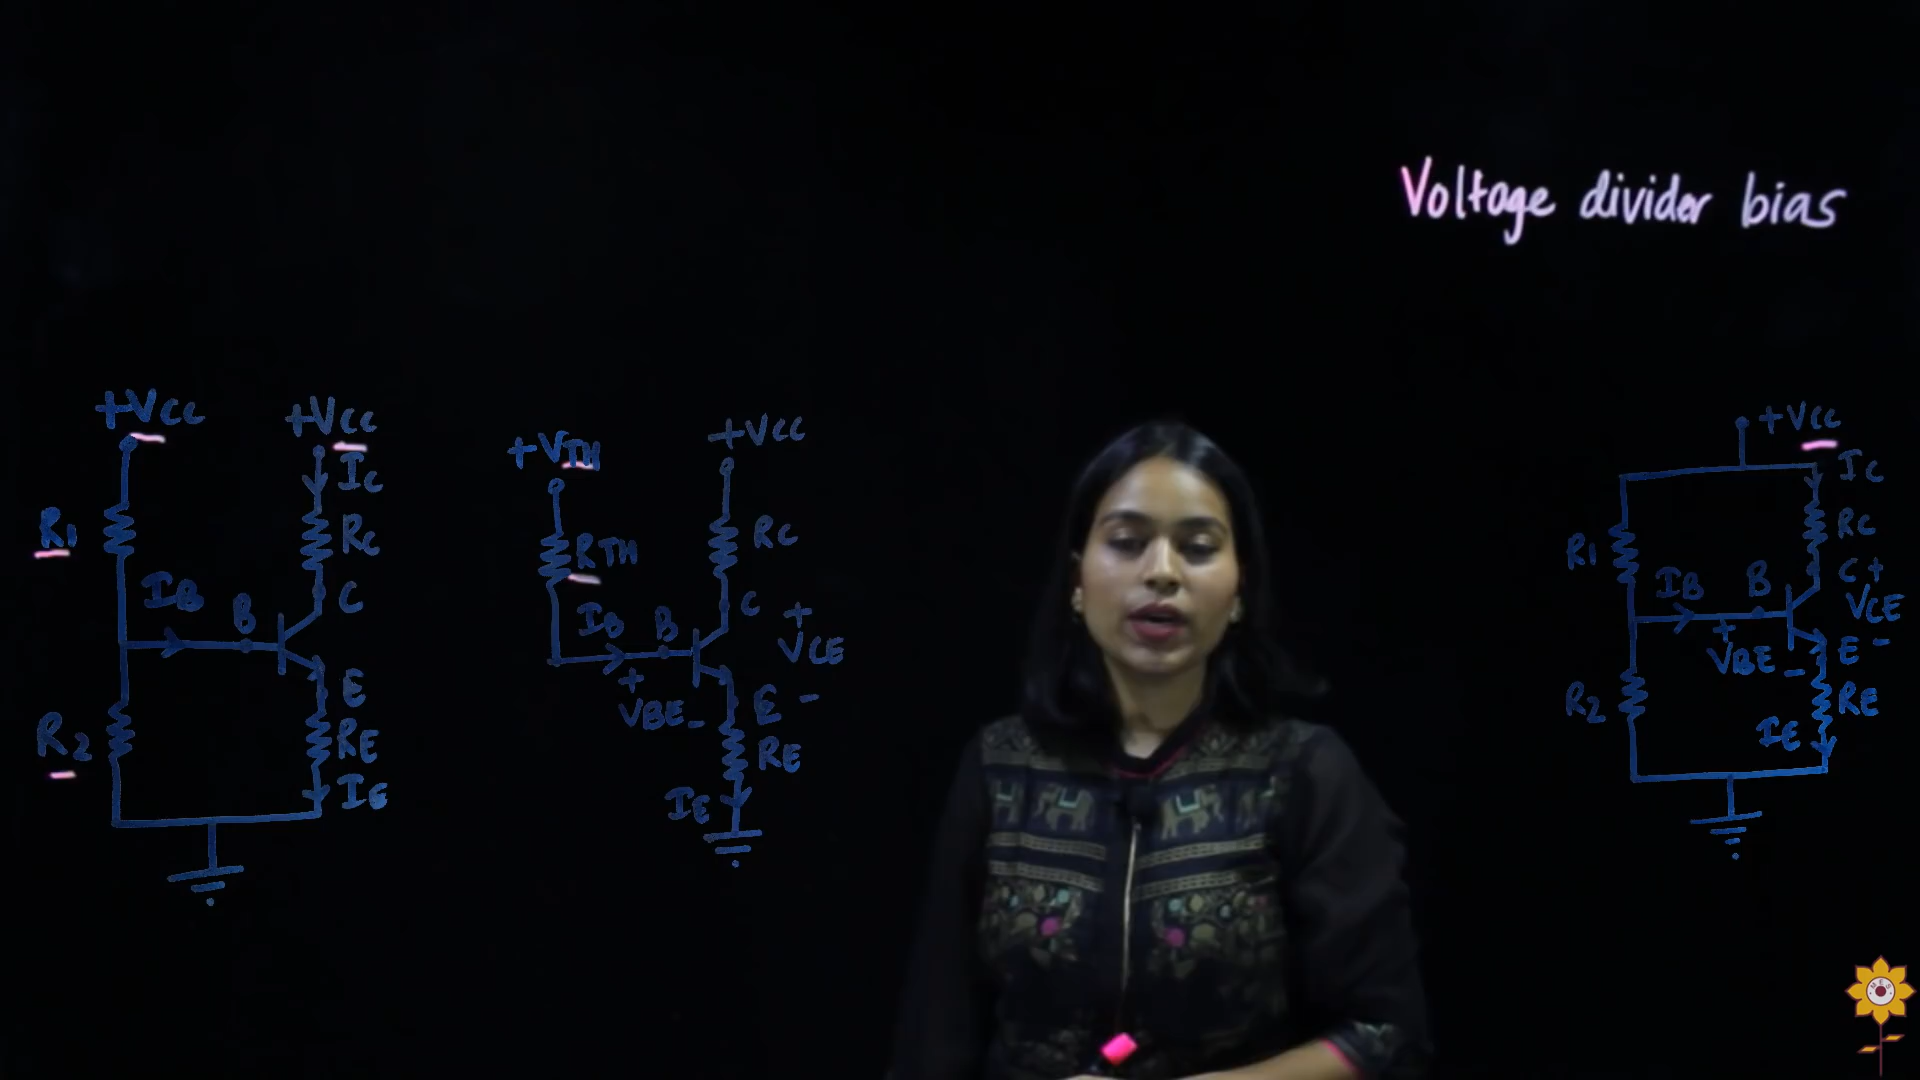 Voltage divider bias
+VCC
+VCC
IC
R1
RC
IB
B
C
E
R2
RE
IE
+VTH
+VCC
RTH
RC
IB
B
C
+
VCE
+
VBE -
E -
RE
IE
+VCC
IC
R1
RC
IB
B
C +
VCE
+
VBE -
E -
R2
RE
IE
MES